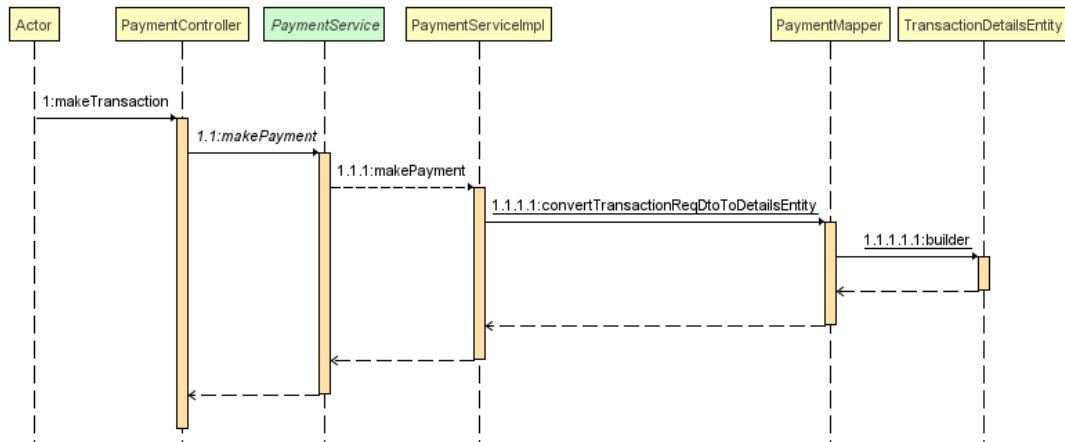 Actor
PaymentController
PaymentService
PaymentServiceImpl
PaymentMapper
TransactionDetailsEntity
1:makeTransaction
1.1:makePayment
1.1.1:makePayment
1.1.1.1:convertTransactionReqDtoToDetailsEntity
1.1.1.1.1:builder